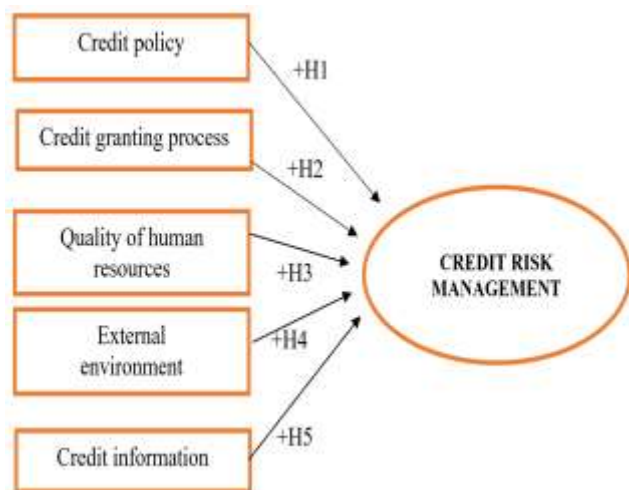 Credit policy
+H1
Credit granting process
+H2
Quality of human
resources
+H3
CREDIT RISK
MANAGEMENT
External
environment
+H4
Credit information
+H5